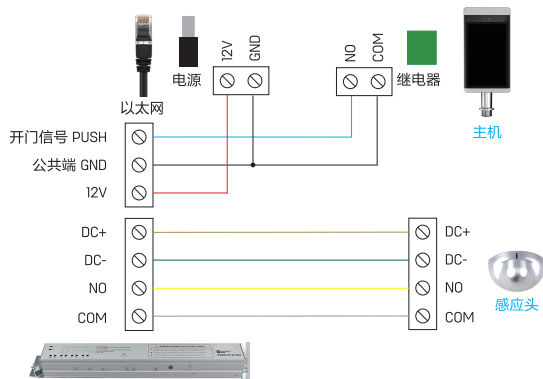 12V
GND
NO
COM
电源
继电器
以太网
主机
开门信号 PUSH
公共端 GND
12V
DC+
DC-
NO
COM
DC+
DC-
NO
COM
感应头